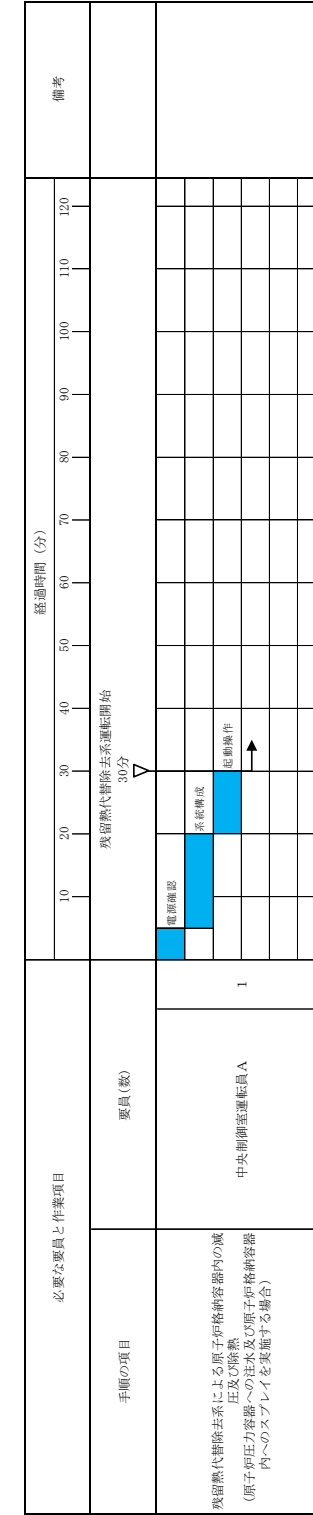 必要な要員と作業項目
経過時間（分）
備考
10 20 30 40 50 60 70 80 90 100 110 120
手順の項目
要員(数)
残留熱代替除去系運転開始
30分
残留熱代替除去系による原子炉格納容器内の減
圧及び除熱
（原子炉圧力容器への注水及び原子炉格納容器
内へのスプレイを実施する場合）
中央制御室運転員Ａ
1
電源確認
系統構成
起動操作